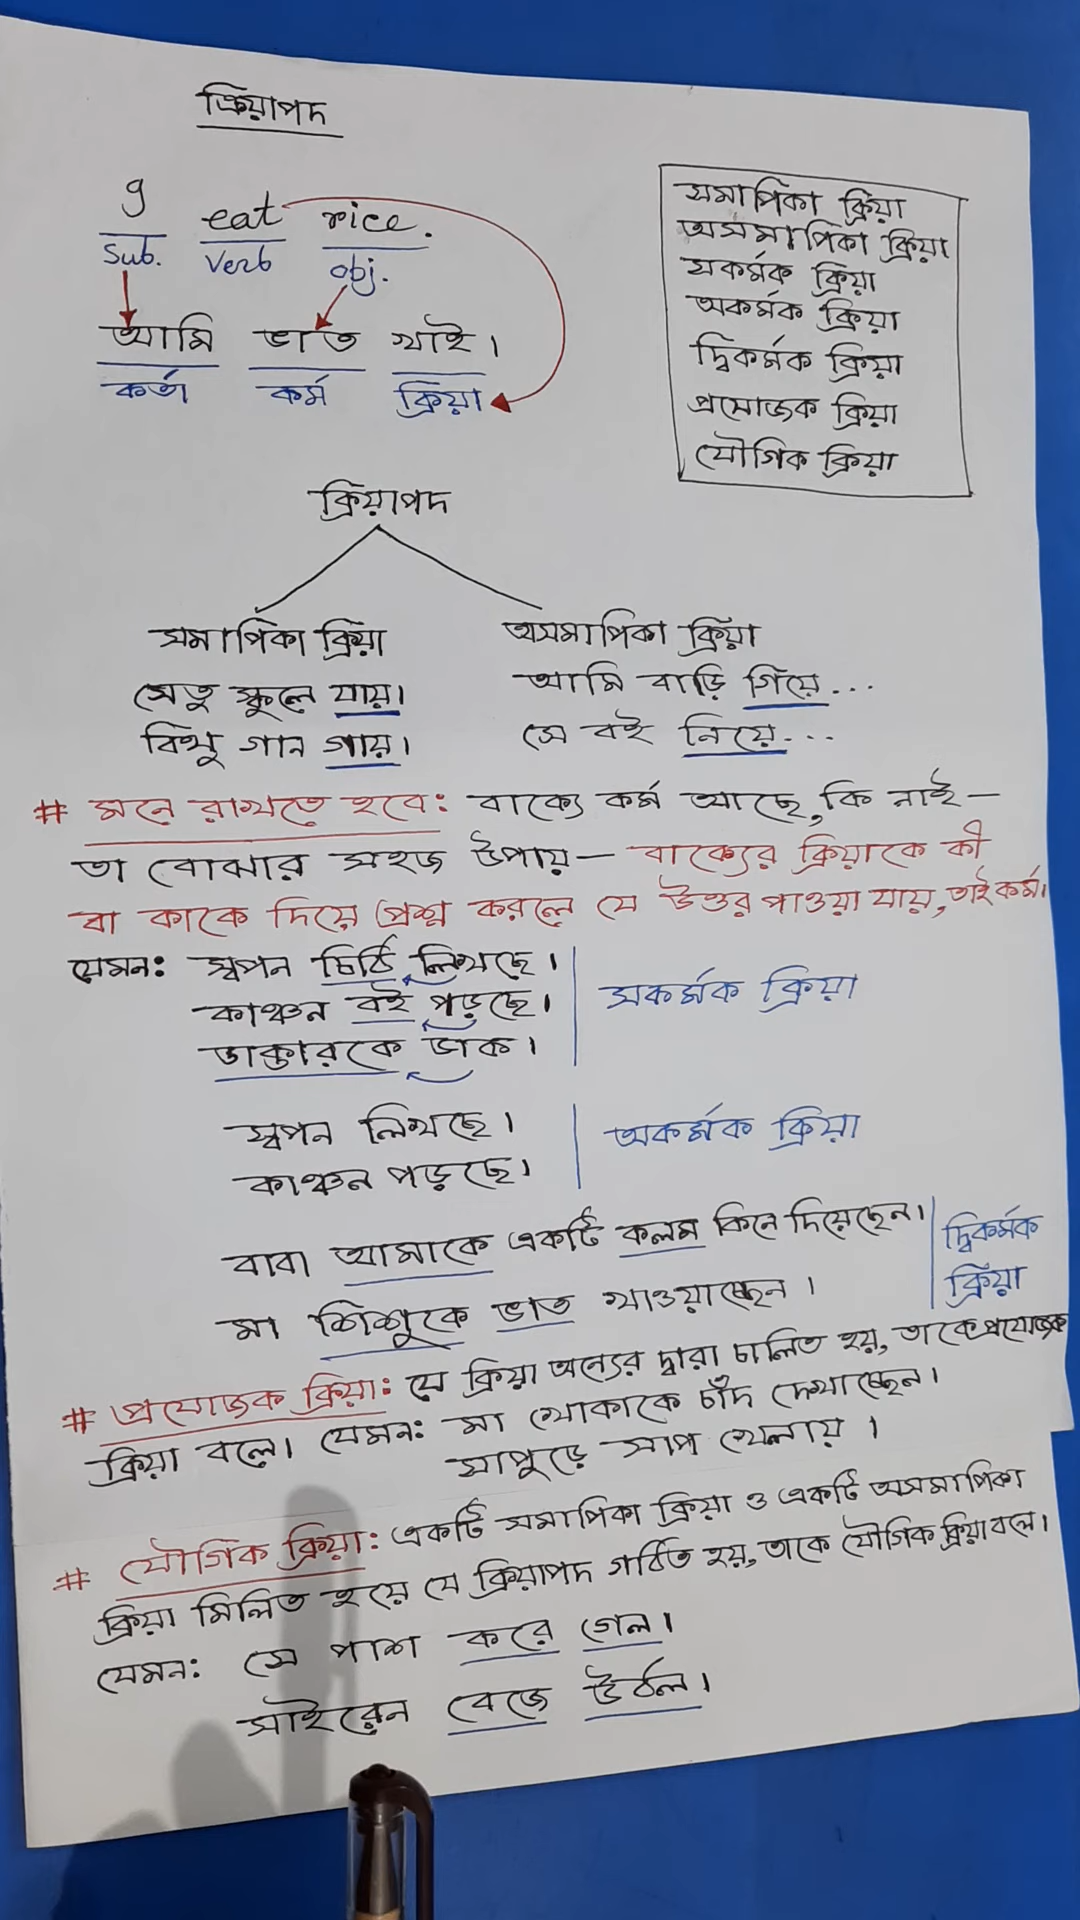 ক্রিয়াপদ
I eat rice.
Sub. Verb obj.
আমি ভাত খাই।
কর্তা কর্ম ক্রিয়া
সমাপিকা ক্রিয়া
অসমাপিকা ক্রিয়া
সকর্মক ক্রিয়া
অকর্মক ক্রিয়া
দ্বিকর্মক ক্রিয়া
প্রযোজক ক্রিয়া
যৌগিক ক্রিয়া
ক্রিয়াপদ
সমাপিকা ক্রিয়া অসমাপিকা ক্রিয়া
সেতু স্কুলে যায়। আমি বাড়ি গিয়ে...
বিথু গান গায়। সে বই নিয়ে...
# মনে রাখতে হবে: বাক্যে কর্ম আছে, কি নাই—
তা বোঝার সহজ উপায়— বাক্যের ক্রিয়াকে কী
বা কাকে দিয়ে প্রশ্ন করলে যে উত্তর পাওয়া যায়, তাই কর্ম।
যেমন: স্বপন চিঠি লিখছে।
কাঞ্চন বই পড়ছে। সকর্মক ক্রিয়া
ডাক্তারকে ডাক।
স্বপন লিখছে। অকর্মক ক্রিয়া
কাঞ্চন পড়ছে।
বাবা আমাকে একটি কলম কিনে দিয়েছেন। দ্বিকর্মক
মা শিশুকে ভাত খাওয়াচ্ছেন। ক্রিয়া
# প্রযোজক ক্রিয়া: যে ক্রিয়া অন্যের দ্বারা চালিত হয়, তাকে প্রযোজক
ক্রিয়া বলে। যেমন: মা খোকাকে চাঁদ দেখাচ্ছেন।
সাপুড়ে সাপ খেলায়।
# যৌগিক ক্রিয়া: একটি সমাপিকা ক্রিয়া ও একটি অসমাপিকা
ক্রিয়া মিলিত হয়ে যে ক্রিয়াপদ গঠিত হয়, তাকে যৌগিক ক্রিয়া বলে।
যেমন: সে পাশ করে গেল।
সাইরেন বেজে উঠল।